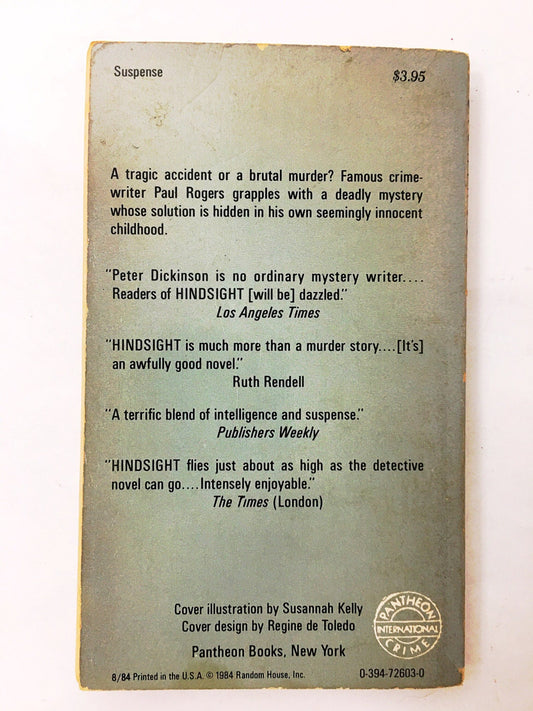 Suspense
$3.95
A tragic accident or a brutal murder? Famous crime-
writer Paul Rogers grapples with a deadly mystery
whose solution is hidden in his own seemingly innocent
childhood.
"Peter Dickinson is no ordinary mystery writer....
Readers of HINDSIGHT [will be] dazzled."
Los Angeles Times
"HINDSIGHT is much more than a murder story....[It's]
an awfully good novel."
Ruth Rendell
"A terrific blend of intelligence and suspense."
Publishers Weekly
"HINDSIGHT flies just about as high as the detective
novel can go....Intensely enjoyable."
The Times (London)
Cover illustration by Susannah Kelly
Cover design by Regine de Toledo
Pantheon Books, New York
PANTHEON
INTERNATIONAL
CRIME
8/84 Printed in the U.S.A. © 1984 Random House, Inc.
0-394-72603-0